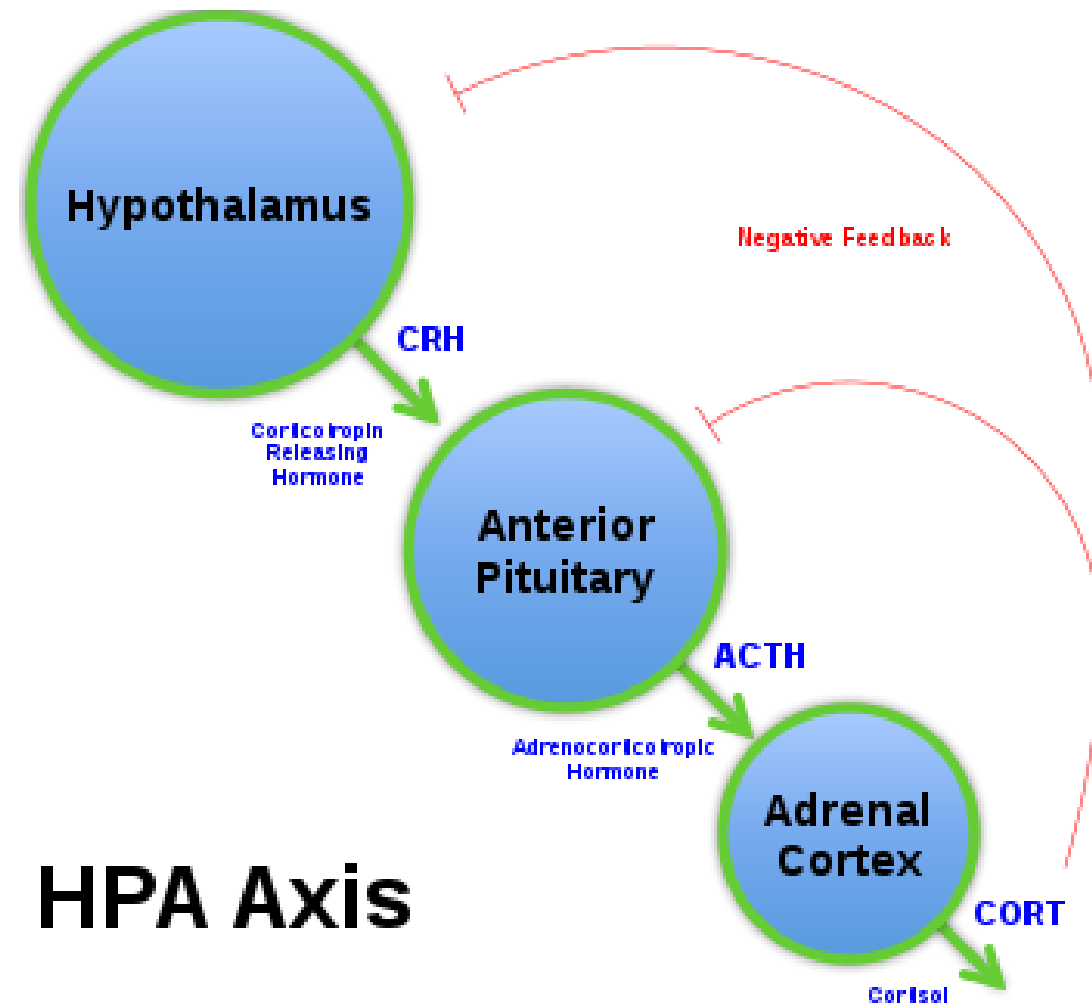 Hypothalamus
Negative Feedback
CRH
Corticotropin
Releasing
Hormone
Anterior
Pituitary
ACTH
Adrenocorticotropic
Hormone
Adrenal
Cortex
HPA Axis
CORT
Cortisol